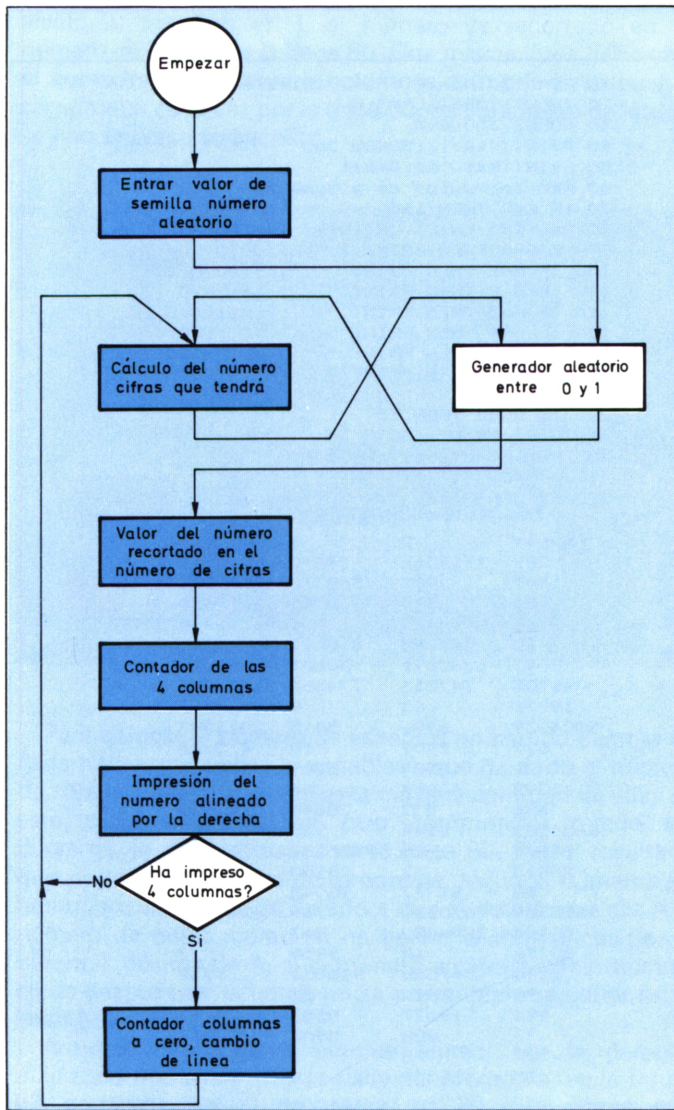 Empezar
Entrar valor de
semilla número
aleatorio
Cálculo del número
cifras que tendrá
Generador aleatorio
entre 0 y 1
Valor del número
recortado en el
número de cifras
Contador de las
4 columnas
Impresión del
numero alineado
por la derecha
Ha impreso
4 columnas?
No
Si
Contador columnas
a cero, cambio
de linea